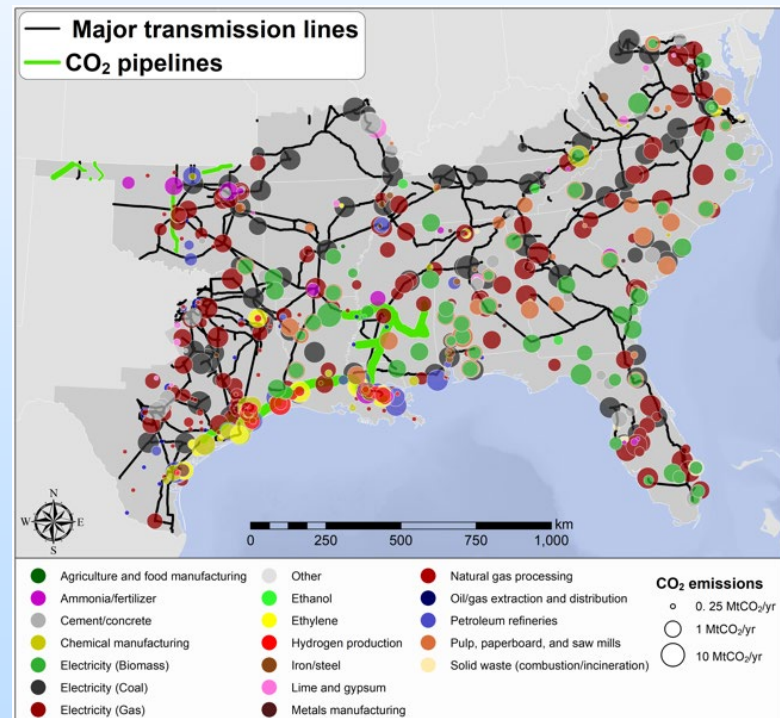 Major transmission lines
CO₂ pipelines
N
W E
S
km
0 250 500 750 1,000
Agriculture and food manufacturing
Ammonia/fertilizer
Cement/concrete
Chemical manufacturing
Electricity (Biomass)
Electricity (Coal)
Electricity (Gas)
Other
Ethanol
Ethylene
Hydrogen production
Iron/steel
Lime and gypsum
Metals manufacturing
Natural gas processing
Oil/gas extraction and distribution
Petroleum refineries
Pulp, paperboard, and saw mills
Solid waste (combustion/incineration)
CO₂ emissions
0. 25 MtCO₂/yr
1 MtCO₂/yr
10 MtCO₂/yr